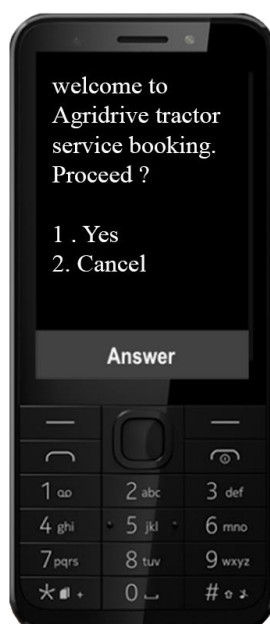 welcome to
Agridrive tractor
service booking.
Proceed ?
1 . Yes
2. Cancel
Answer
1
2 abc
3 def
4 ghi
5 jkl
6 mno
7 pqrs
8 tuv
9 wxyz
* +
0
#